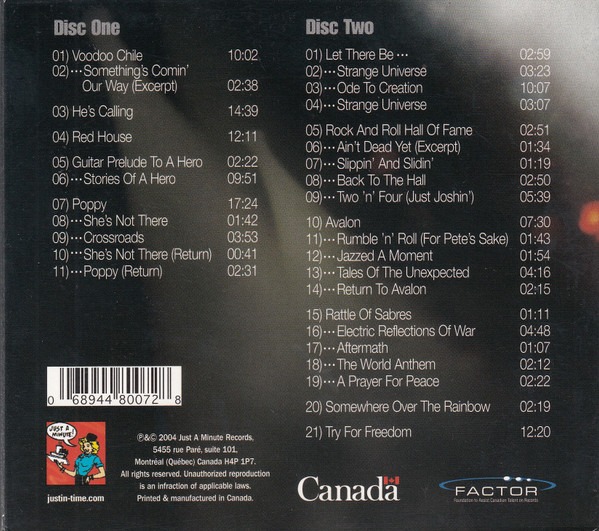 Disc One
01) Voodoo Chile 10:02
02)···Something's Comin'
Our Way (Excerpt) 02:38
03) He's Calling 14:39
04) Red House 12:11
05) Guitar Prelude To A Hero 02:22
06)···Stories Of A Hero 09:51
07) Poppy 17:24
08)···She's Not There 01:42
09)···Crossroads 03:53
10)···She's Not There (Return) 00:41
11)···Poppy (Return) 02:31
Disc Two
01) Let There Be ··· 02:59
02)···Strange Universe 03:23
03)···Ode To Creation 10:07
04)···Strange Universe 03:07
05) Rock And Roll Hall Of Fame 02:51
06)···Ain't Dead Yet (Excerpt) 01:34
07)···Slippin' And Slidin' 01:19
08)···Back To The Hall 02:50
09)···Two 'n' Four (Just Joshin') 05:39
10) Avalon 07:30
11)···Rumble 'n' Roll (For Pete's Sake) 01:43
12)···Jazzed A Moment 01:54
13)···Tales Of The Unexpected 04:16
14)···Return To Avalon 02:15
15) Rattle Of Sabres 01:11
16)···Electric Reflections Of War 04:48
17)···Aftermath 01:07
18)···The World Anthem 02:12
19)···A Prayer For Peace 02:22
20) Somewhere Over The Rainbow 02:19
21) Try For Freedom 12:20
0 68944 80072 8
JUST A
MINUTE!
justin-time.com
℗&© 2004 Just A Minute Records,
5455 rue Paré, suite 101,
Montréal (Québec) Canada H4P 1P7.
All rights reserved. Unauthorized reproduction
is an infraction of applicable laws.
Printed & manufactured in Canada.
Canada
FACTOR
Foundation to Assist Canadian Talent on Records